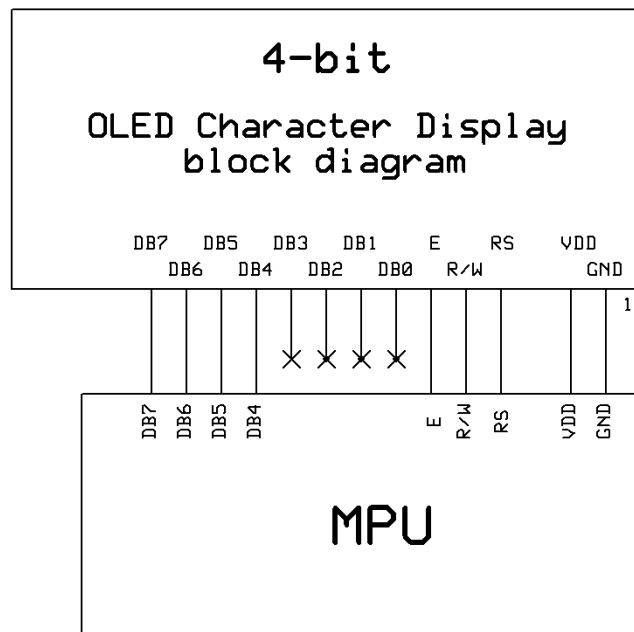 4-bit
OLED Character Display
block diagram
DB7 DB5 DB3 DB1 E RS VDD
DB6 DB4 DB2 DB0 R/W GND
1
DB7 DB6 DB5 DB4 E R/W RS VDD GND
MPU